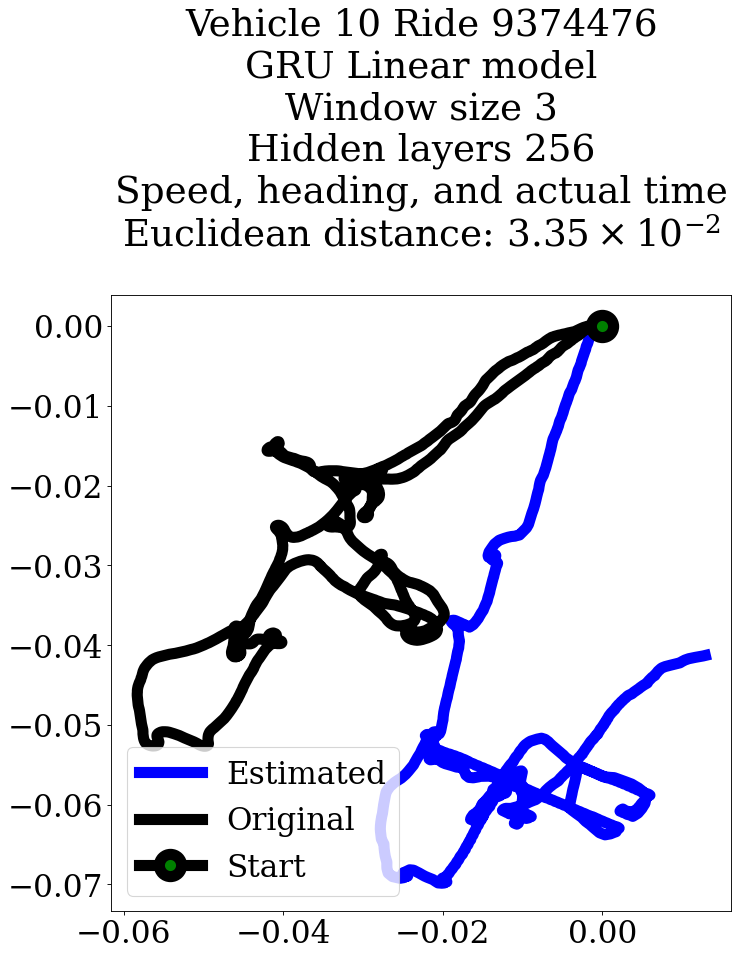 Vehicle 10 Ride 9374476
GRU Linear model
Window size 3
Hidden layers 256
Speed, heading, and actual time
Euclidean distance: 3.35 × 10⁻²
0.00
−0.01
−0.02
−0.03
−0.04
−0.05
−0.06
−0.07
Estimated
Original
Start
−0.06 −0.04 −0.02 0.00